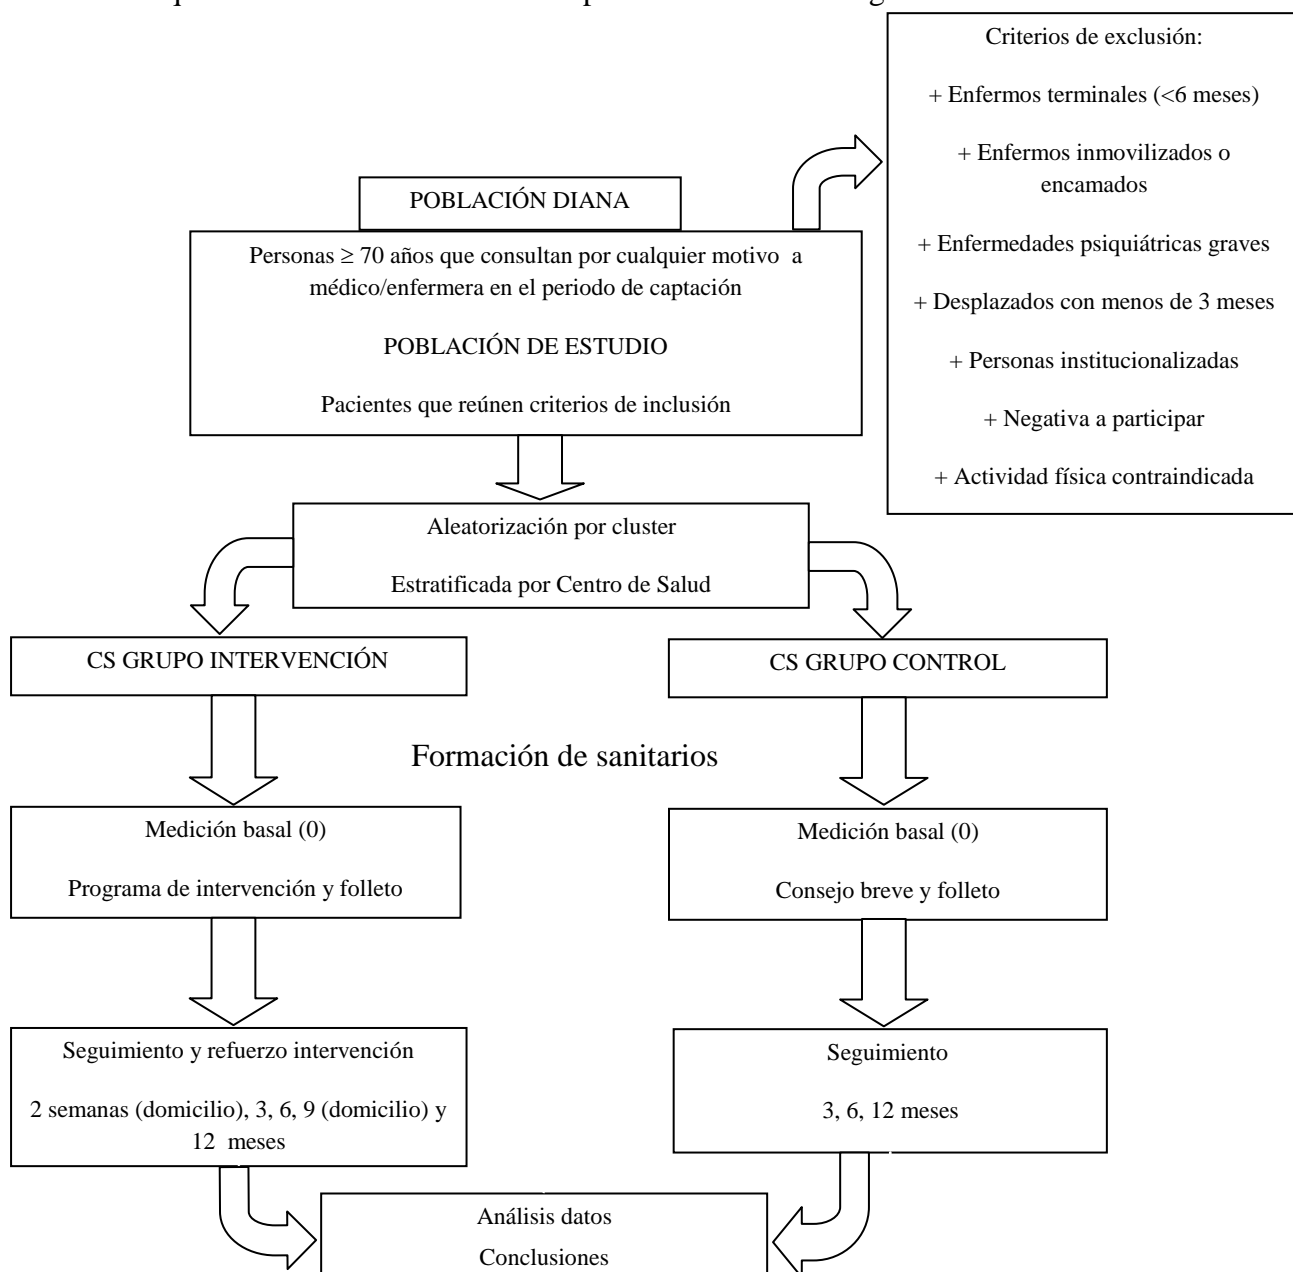 Criterios de exclusión:
+ Enfermos terminales (<6 meses)
+ Enfermos inmovilizados o
encamados
+ Enfermedades psiquiátricas graves
+ Desplazados con menos de 3 meses
+ Personas institucionalizadas
+ Negativa a participar
+ Actividad física contraindicada
POBLACIÓN DIANA
Personas ≥ 70 años que consultan por cualquier motivo a
médico/enfermera en el periodo de captación
POBLACIÓN DE ESTUDIO
Pacientes que reúnen criterios de inclusión
Aleatorización por cluster
Estratificada por Centro de Salud
CS GRUPO INTERVENCIÓN
CS GRUPO CONTROL
Formación de sanitarios
Medición basal (0)
Programa de intervención y folleto
Medición basal (0)
Consejo breve y folleto
Seguimiento y refuerzo intervención
2 semanas (domicilio), 3, 6, 9 (domicilio) y
12 meses
Seguimiento
3, 6, 12 meses
Análisis datos
Conclusiones